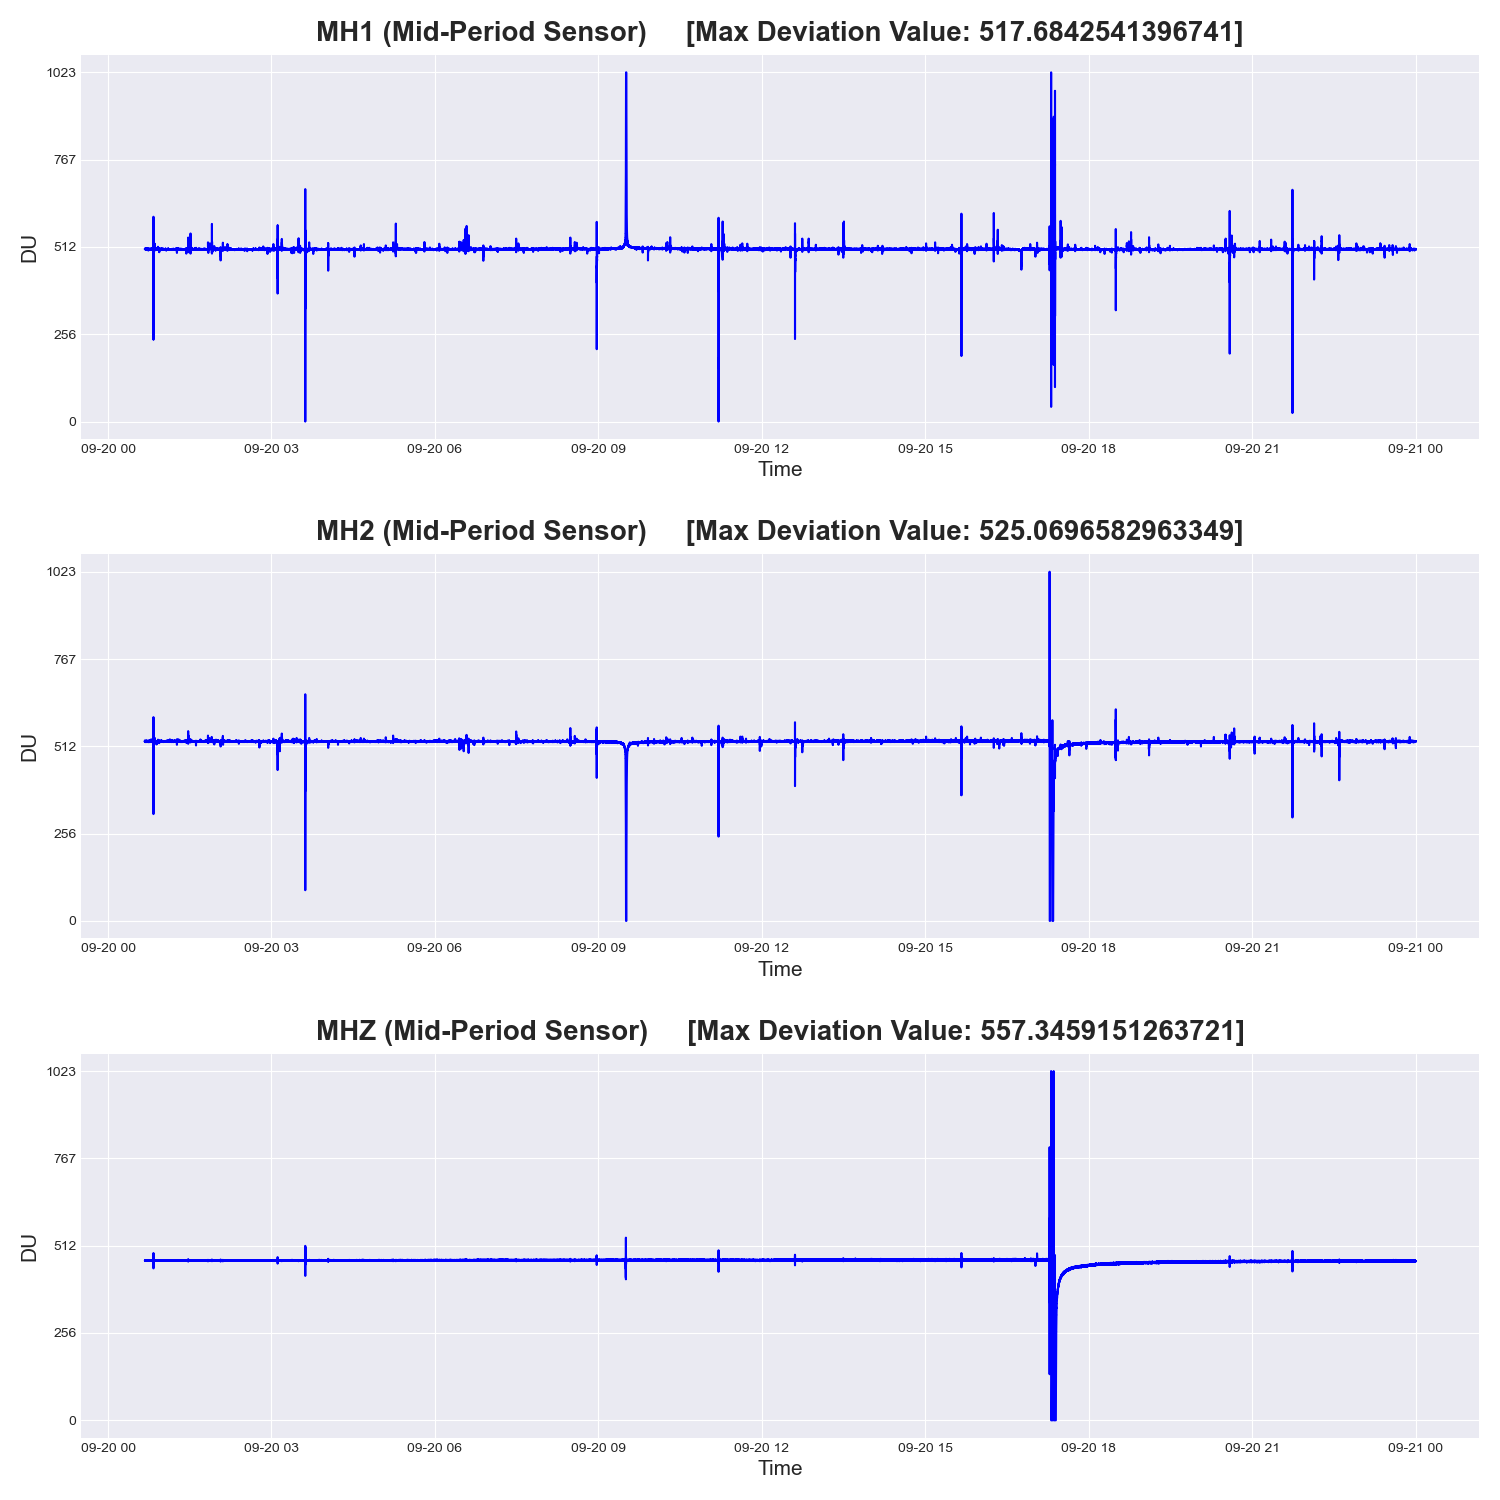 MH1 (Mid-Period Sensor) [Max Deviation Value: 517.6842541396741]
1023
767
512
256
0
DU
09-20 00 09-20 03 09-20 06 09-20 09 09-20 12 09-20 15 09-20 18 09-20 21 09-21 00
Time
MH2 (Mid-Period Sensor) [Max Deviation Value: 525.0696582963349]
1023
767
512
256
0
DU
09-20 00 09-20 03 09-20 06 09-20 09 09-20 12 09-20 15 09-20 18 09-20 21 09-21 00
Time
MHZ (Mid-Period Sensor) [Max Deviation Value: 557.3459151263721]
1023
767
512
256
0
DU
09-20 00 09-20 03 09-20 06 09-20 09 09-20 12 09-20 15 09-20 18 09-20 21 09-21 00
Time